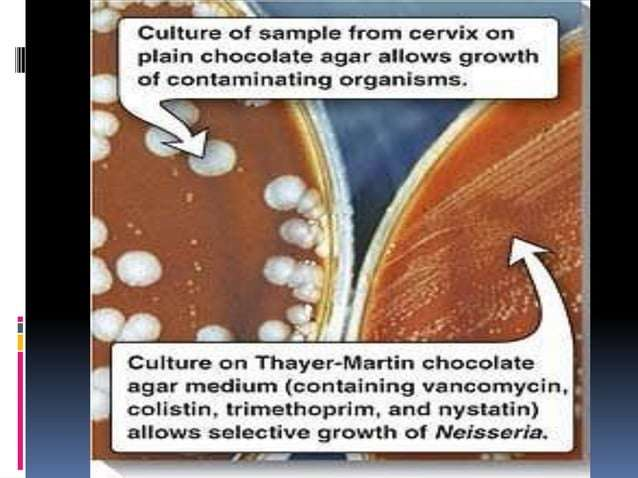 Culture of sample from cervix on
plain chocolate agar allows growth
of contaminating organisms.
Culture on Thayer-Martin chocolate
agar medium (containing vancomycin,
colistin, trimethoprim, and nystatin)
allows selective growth of Neisseria.